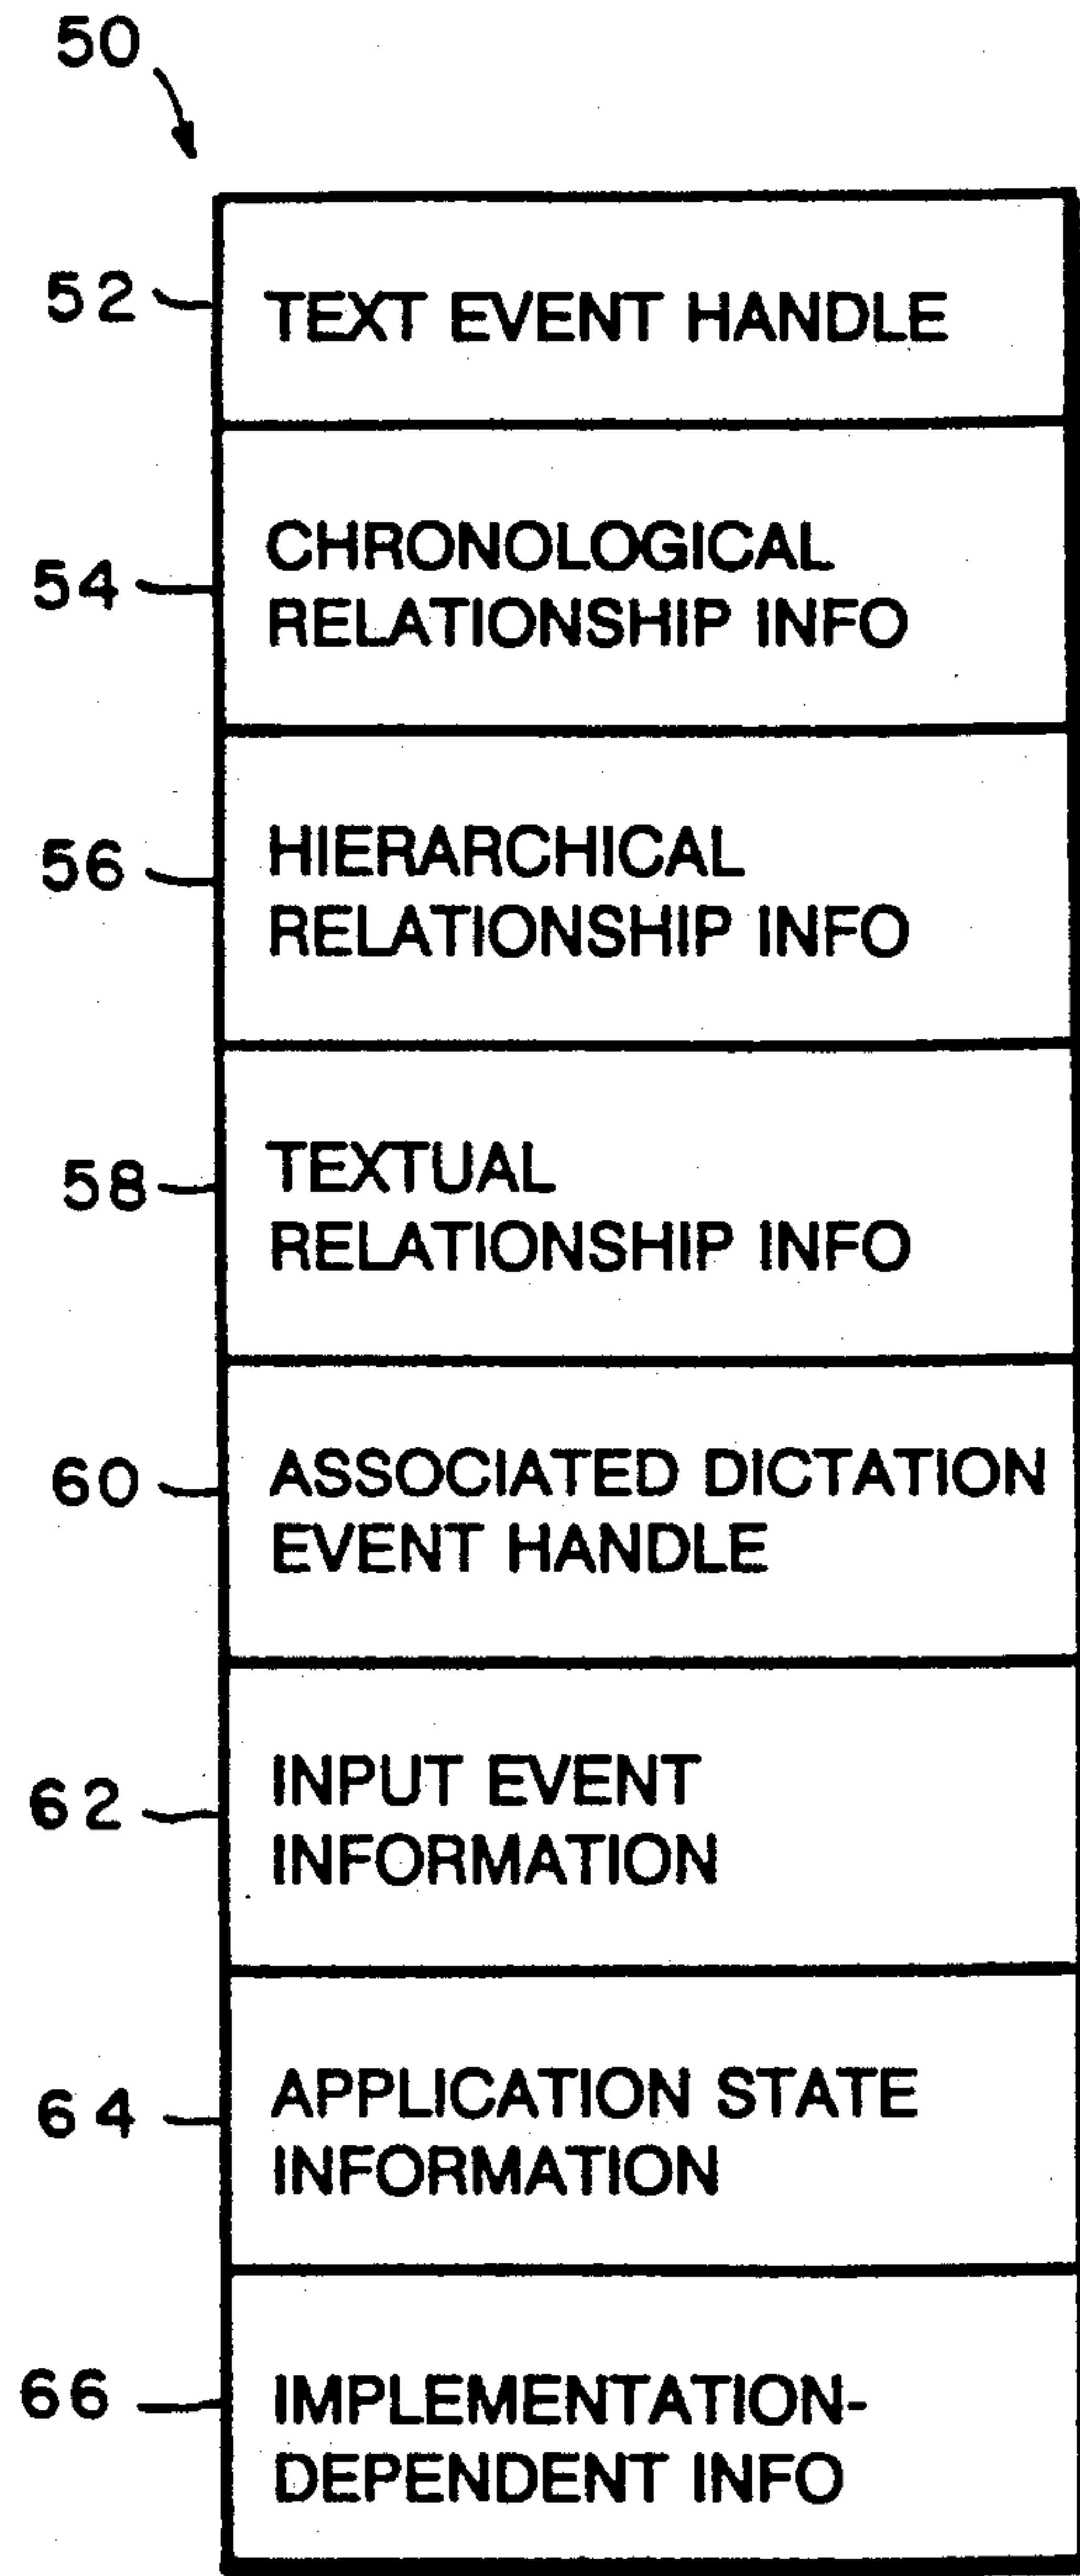 50
52 TEXT EVENT HANDLE
54 CHRONOLOGICAL
RELATIONSHIP INFO
56 HIERARCHICAL
RELATIONSHIP INFO
58 TEXTUAL
RELATIONSHIP INFO
60 ASSOCIATED DICTATION
EVENT HANDLE
62 INPUT EVENT
INFORMATION
64 APPLICATION STATE
INFORMATION
66 IMPLEMENTATION-
DEPENDENT INFO